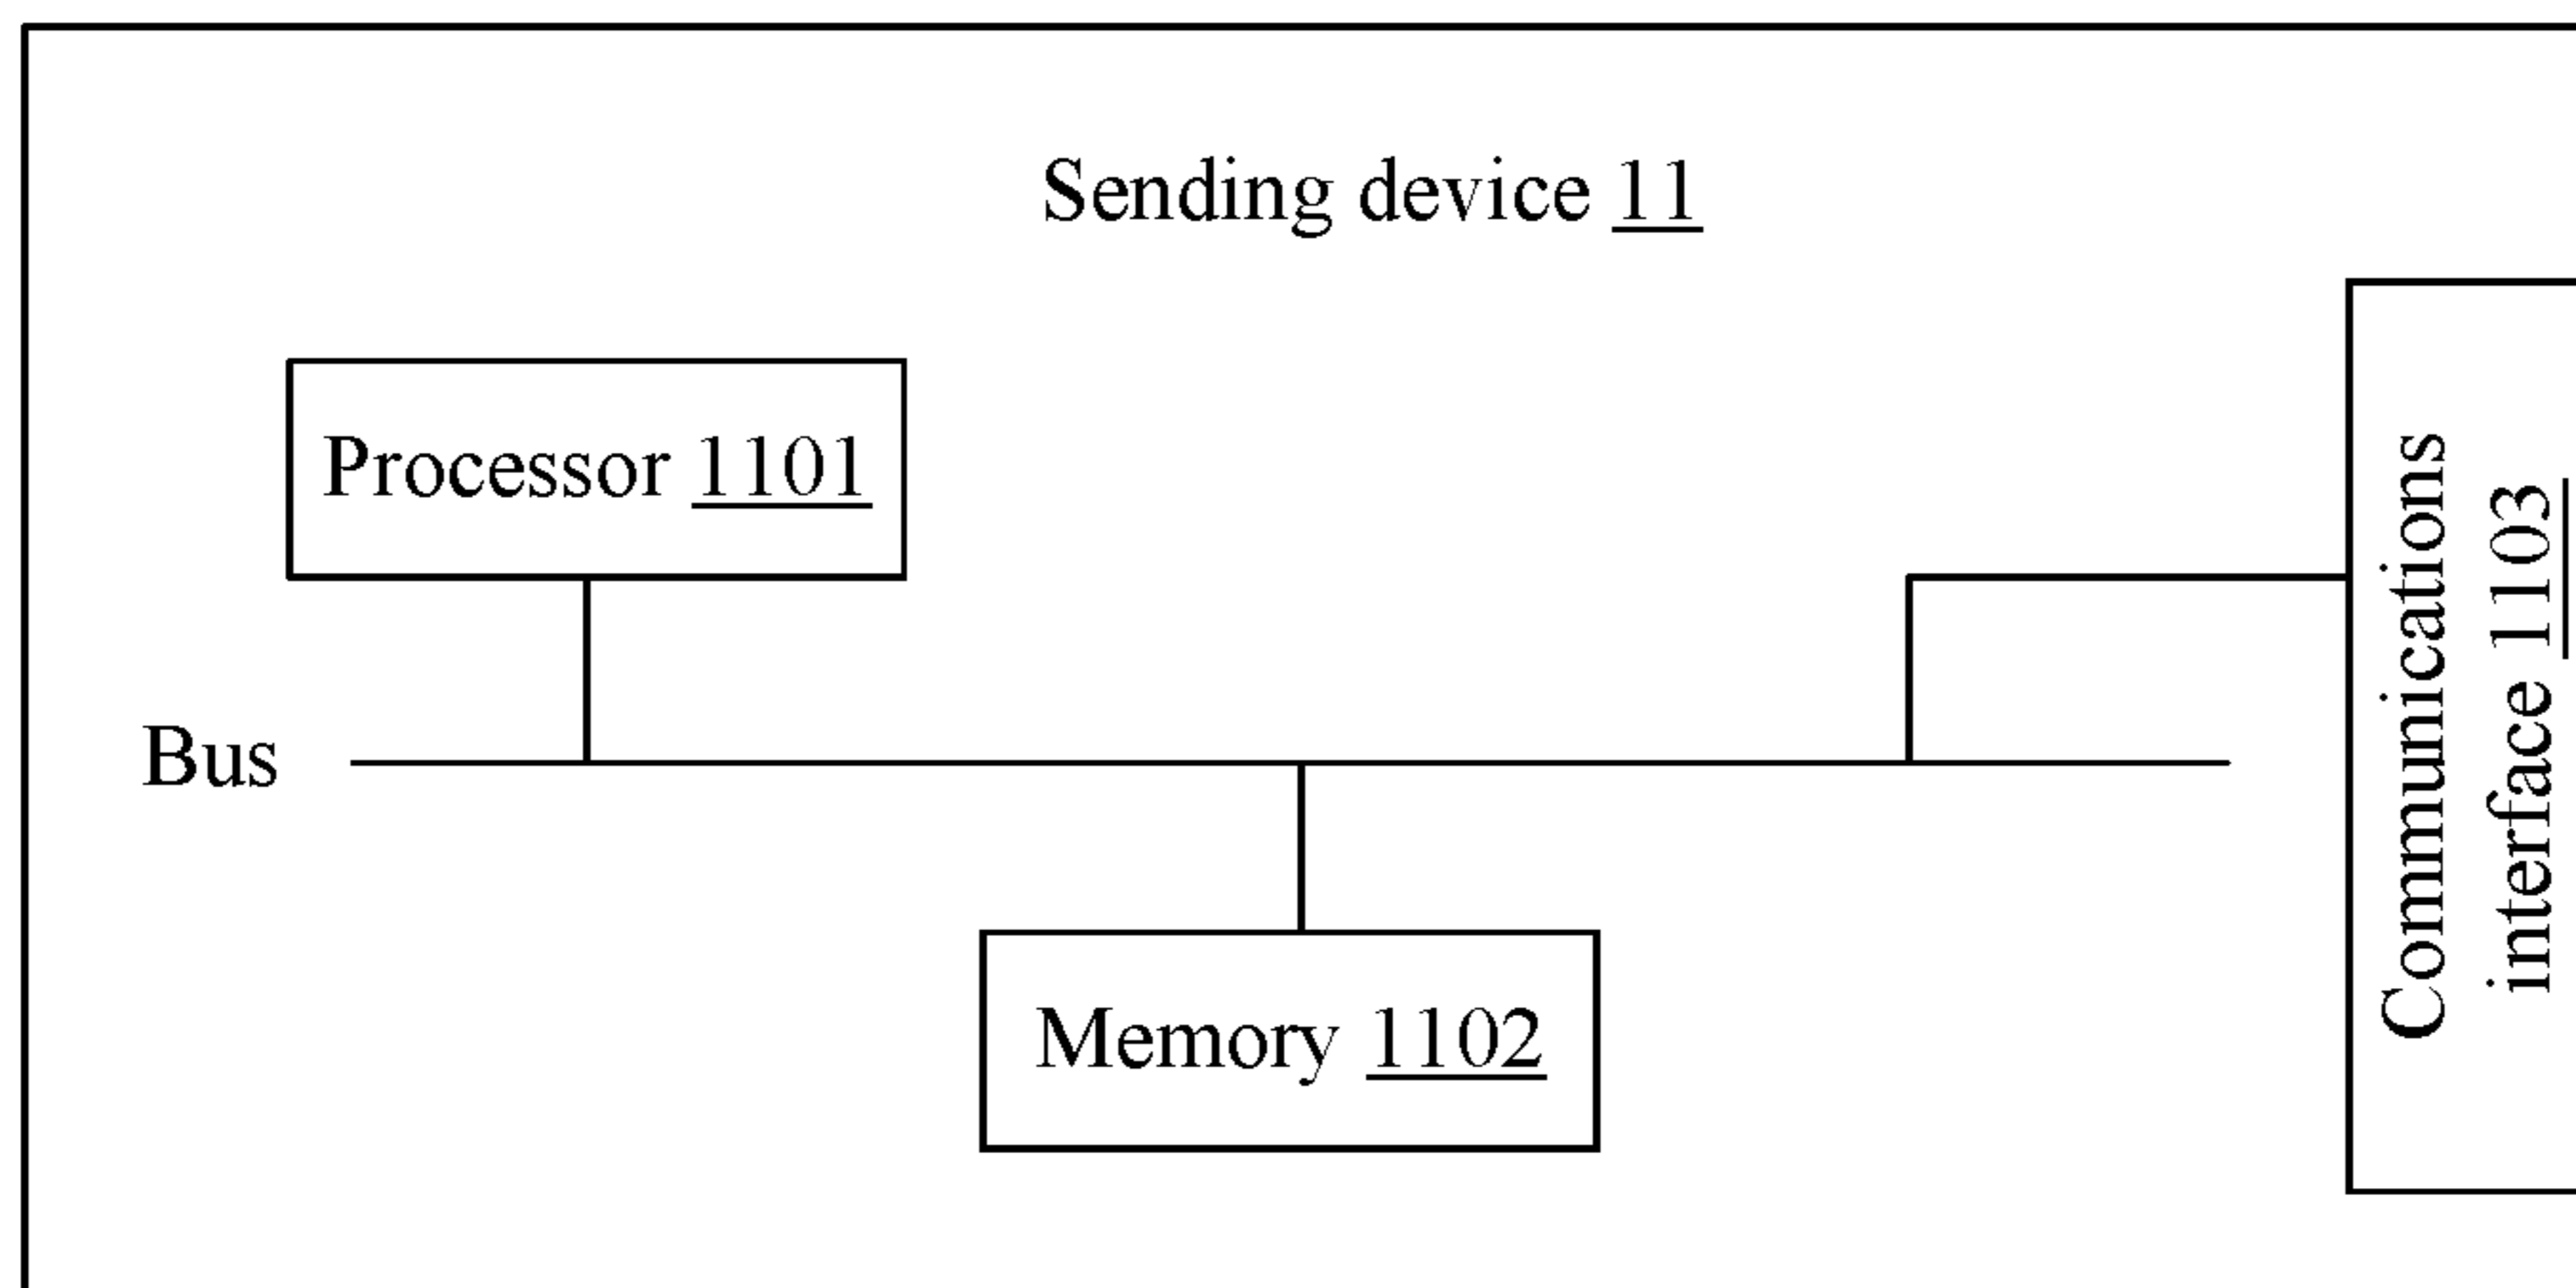 Sending device 11
Processor 1101
Bus
Memory 1102
Communications
interface 1103